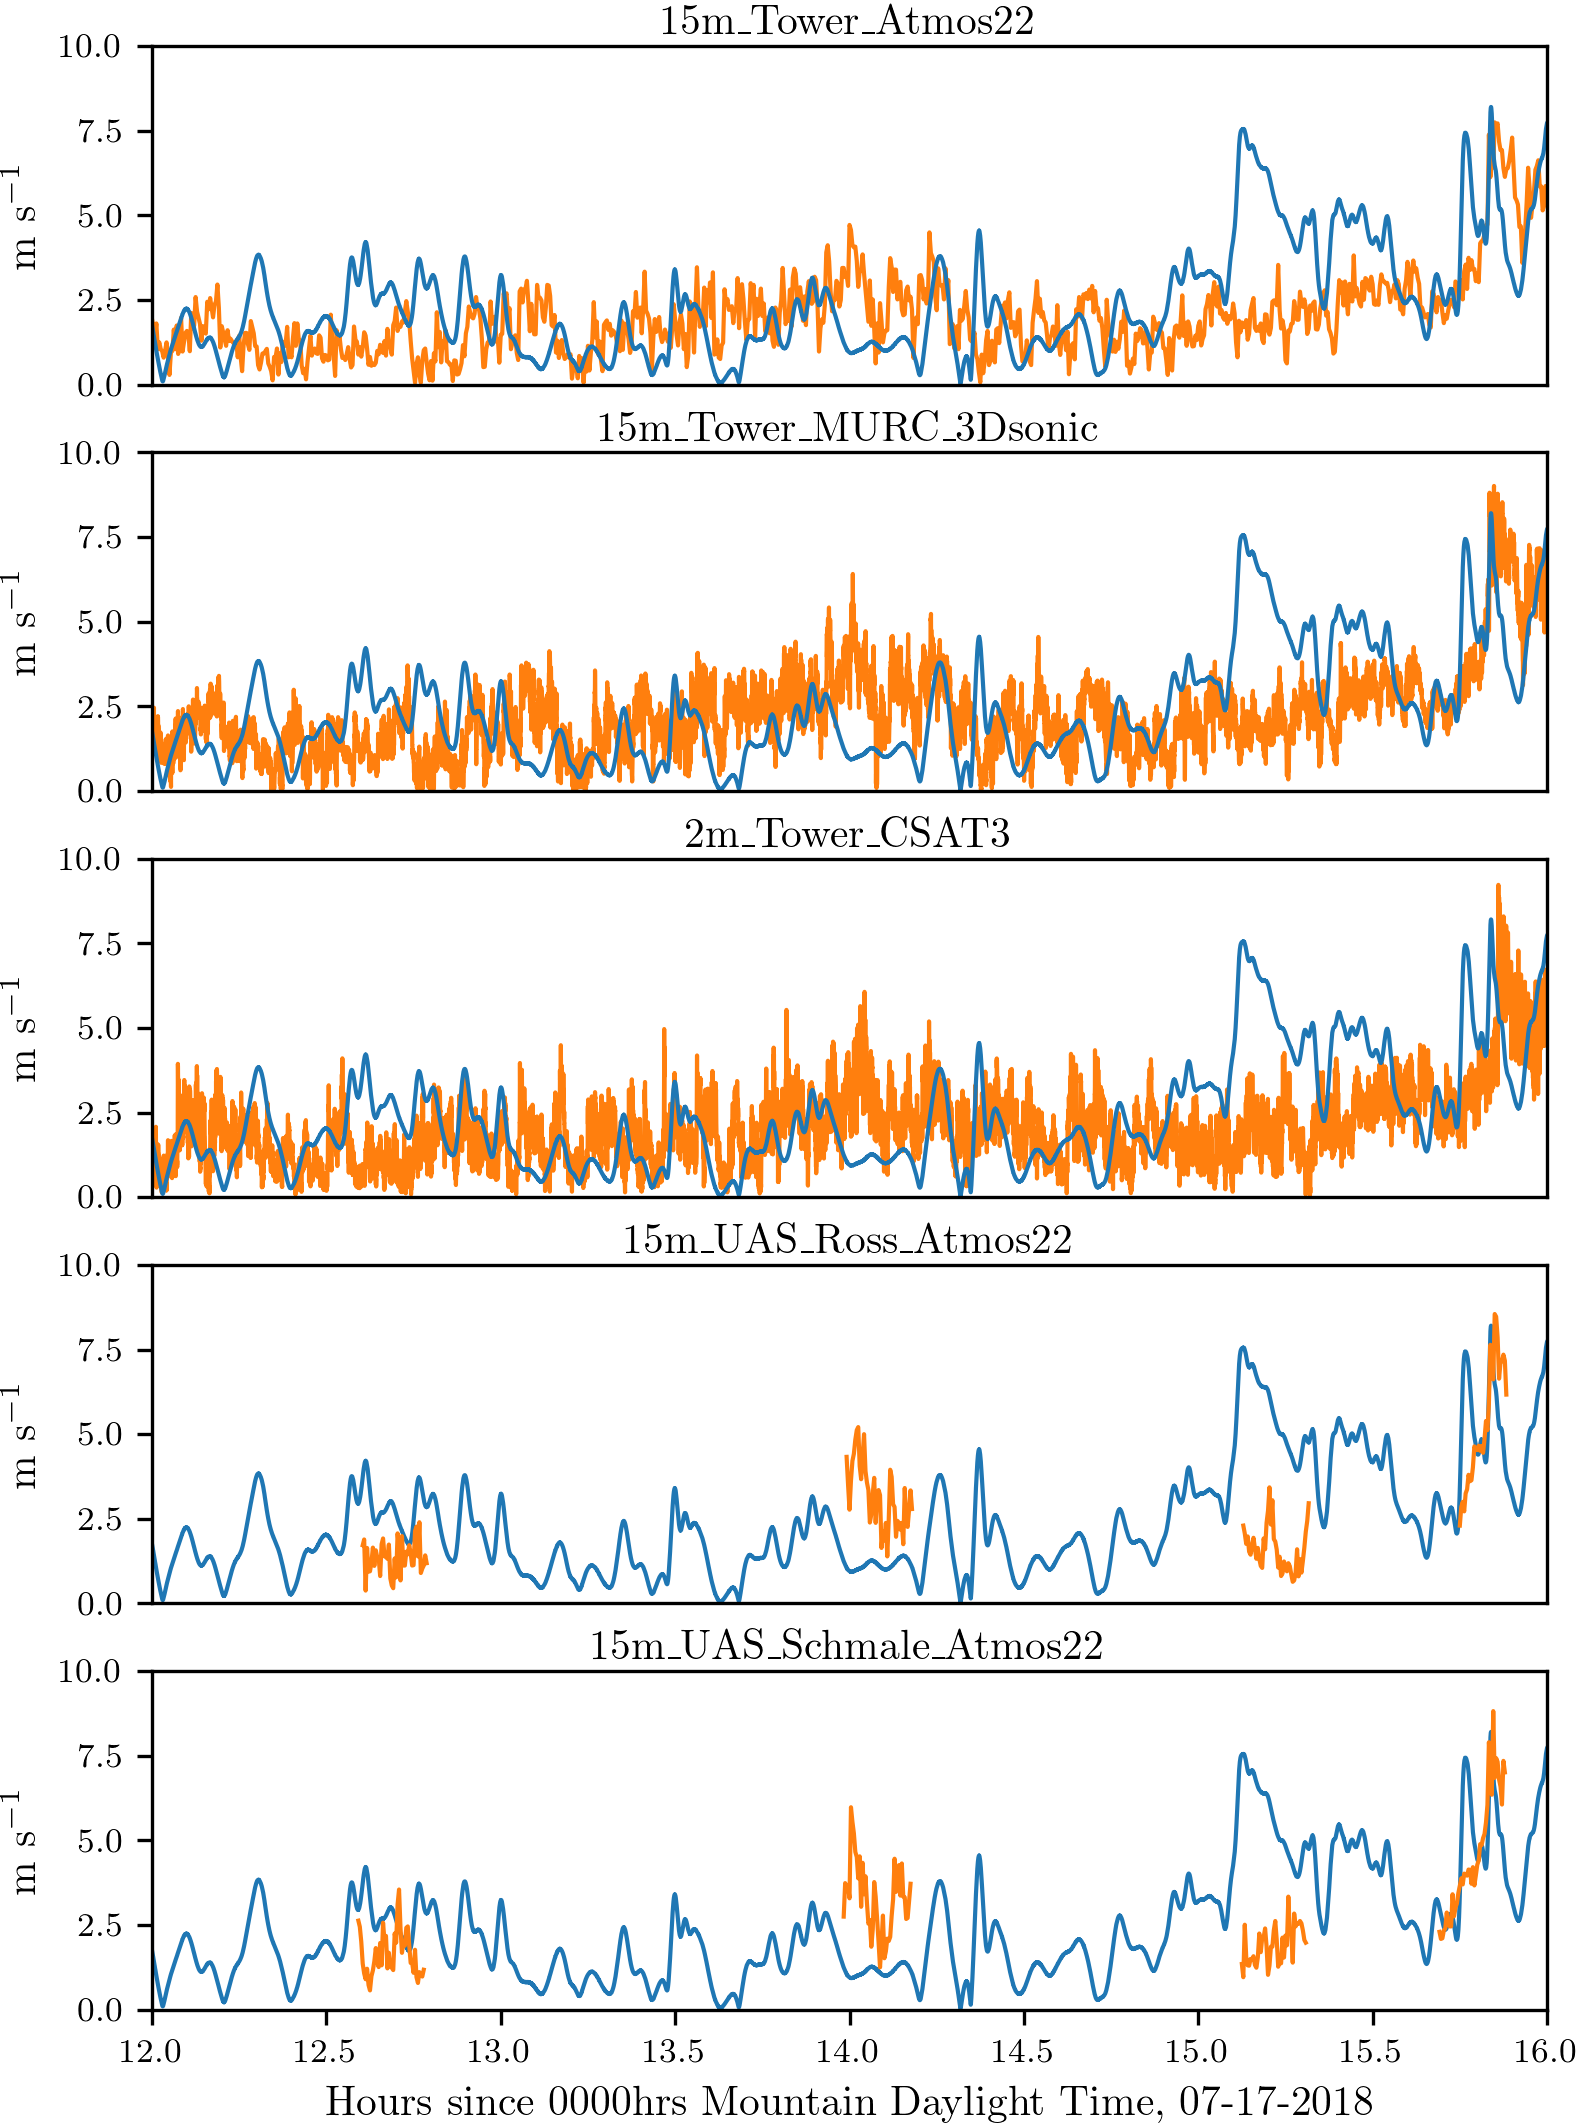 15m_Tower_Atmos22
10.0
7.5
5.0
2.5
0.0
m s⁻¹
15m_Tower_MURC_3Dsonic
10.0
7.5
5.0
2.5
0.0
m s⁻¹
2m_Tower_CSAT3
10.0
7.5
5.0
2.5
0.0
m s⁻¹
15m_UAS_Ross_Atmos22
10.0
7.5
5.0
2.5
0.0
m s⁻¹
15m_UAS_Schmale_Atmos22
10.0
7.5
5.0
2.5
0.0
m s⁻¹
12.0 12.5 13.0 13.5 14.0 14.5 15.0 15.5 16.0
Hours since 0000hrs Mountain Daylight Time, 07-17-2018